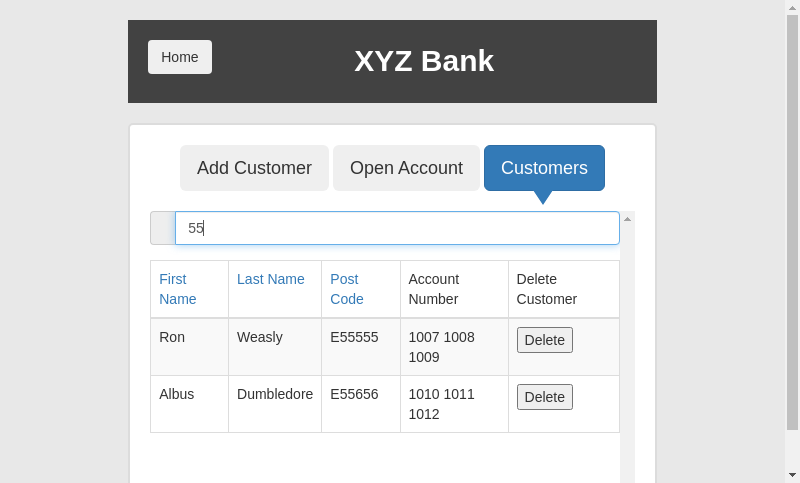 Home
XYZ Bank
Add Customer
Open Account
Customers
55
First Name
Last Name
Post Code
Account Number
Delete Customer
Ron
Weasly
E55555
1007 1008
1009
Delete
Albus
Dumbledore
E55656
1010 1011
1012
Delete